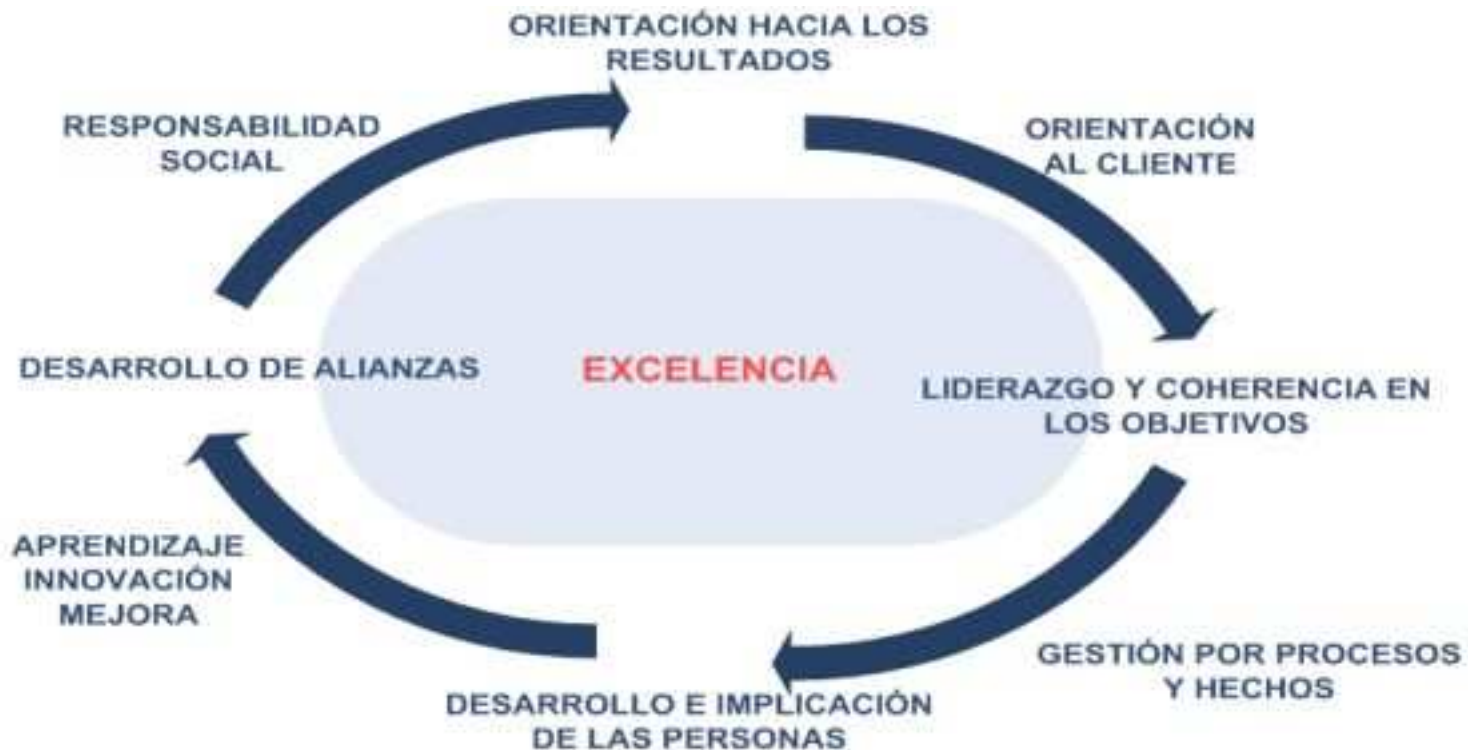 ORIENTACIÓN HACIA LOS
RESULTADOS
RESPONSABILIDAD
SOCIAL
ORIENTACIÓN
AL CLIENTE
DESARROLLO DE ALIANZAS
EXCELENCIA
LIDERAZGO Y COHERENCIA EN
LOS OBJETIVOS
APRENDIZAJE
INNOVACIÓN
MEJORA
GESTIÓN POR PROCESOS
Y HECHOS
DESARROLLO E IMPLICACIÓN
DE LAS PERSONAS